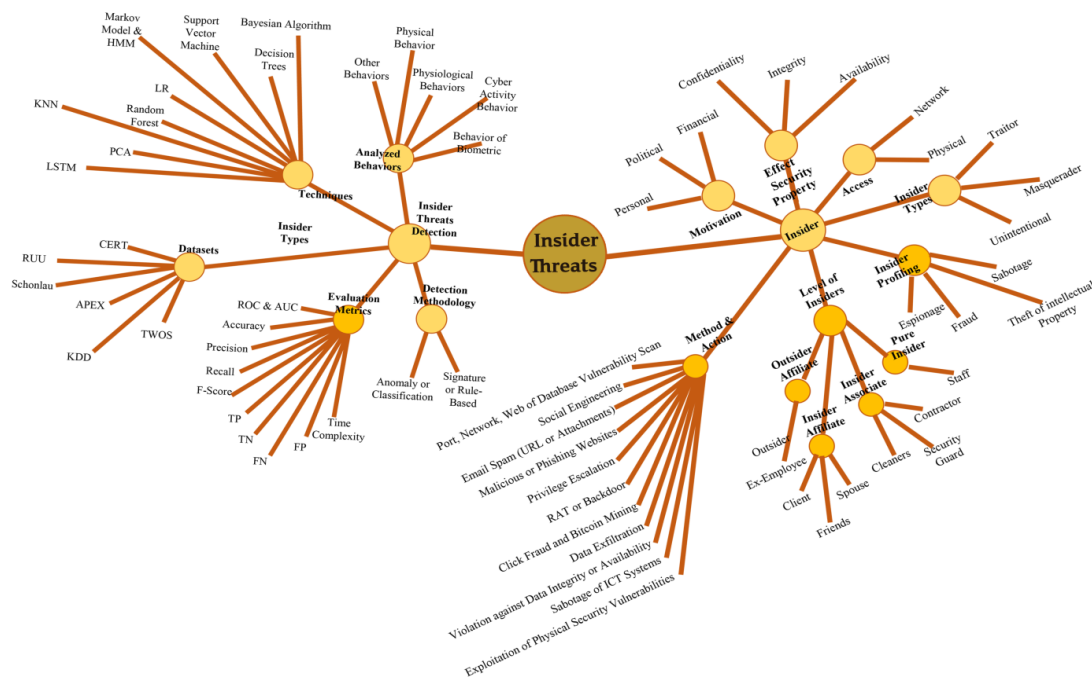 Markov
Model &
HMM
Support
Vector
Machine
Bayesian Algorithm
Decision
Trees
LR
KNN
Random
Forest
PCA
LSTM
Techniques
Physical
Behavior
Other
Behaviors
Physiological
Behaviors
Cyber
Activity
Behavior
Behavior of
Biometric
Analyzed
Behaviors
Insider
Threats
Detection
Insider
Types
Datasets
CERT
RUU
Schonlau
APEX
KDD
TWOS
Evaluation
Metrics
ROC & AUC
Accuracy
Precision
Recall
F-Score
TP
TN
FN
FP
Time
Complexity
Detection
Methodology
Anomaly or
Classification
Signature
or Rule-
Based
Insider
Threats
Insider
Confidentiality
Integrity
Availability
Effect
Security
Property
Financial
Political
Personal
Motivation
Network
Physical
Access
Traitor
Masquerader
Unintentional
Insider
Types
Insider
Profiling
Sabotage
Theft of intellectual
Property
Fraud
Espionage
Level of
Insiders
Pure
Insider
Staff
Insider
Associate
Contractor
Security
Guard
Cleaners
Insider
Affiliate
Ex-Employee
Client
Friends
Spouse
Outsider
Affiliate
Outsider
Method &
Action
Port, Network, Web of Database Vulnerability Scan
Social Engineering
Email Spam (URL or Attachments)
Malicious or Phishing Websites
Privilege Escalation
RAT or Backdoor
Click Fraud and Bitcoin Mining
Data Exfiltration
Violation against Data Integrity or Availability
Sabotage of ICT Systems
Exploitation of Physical Security Vulnerabilities